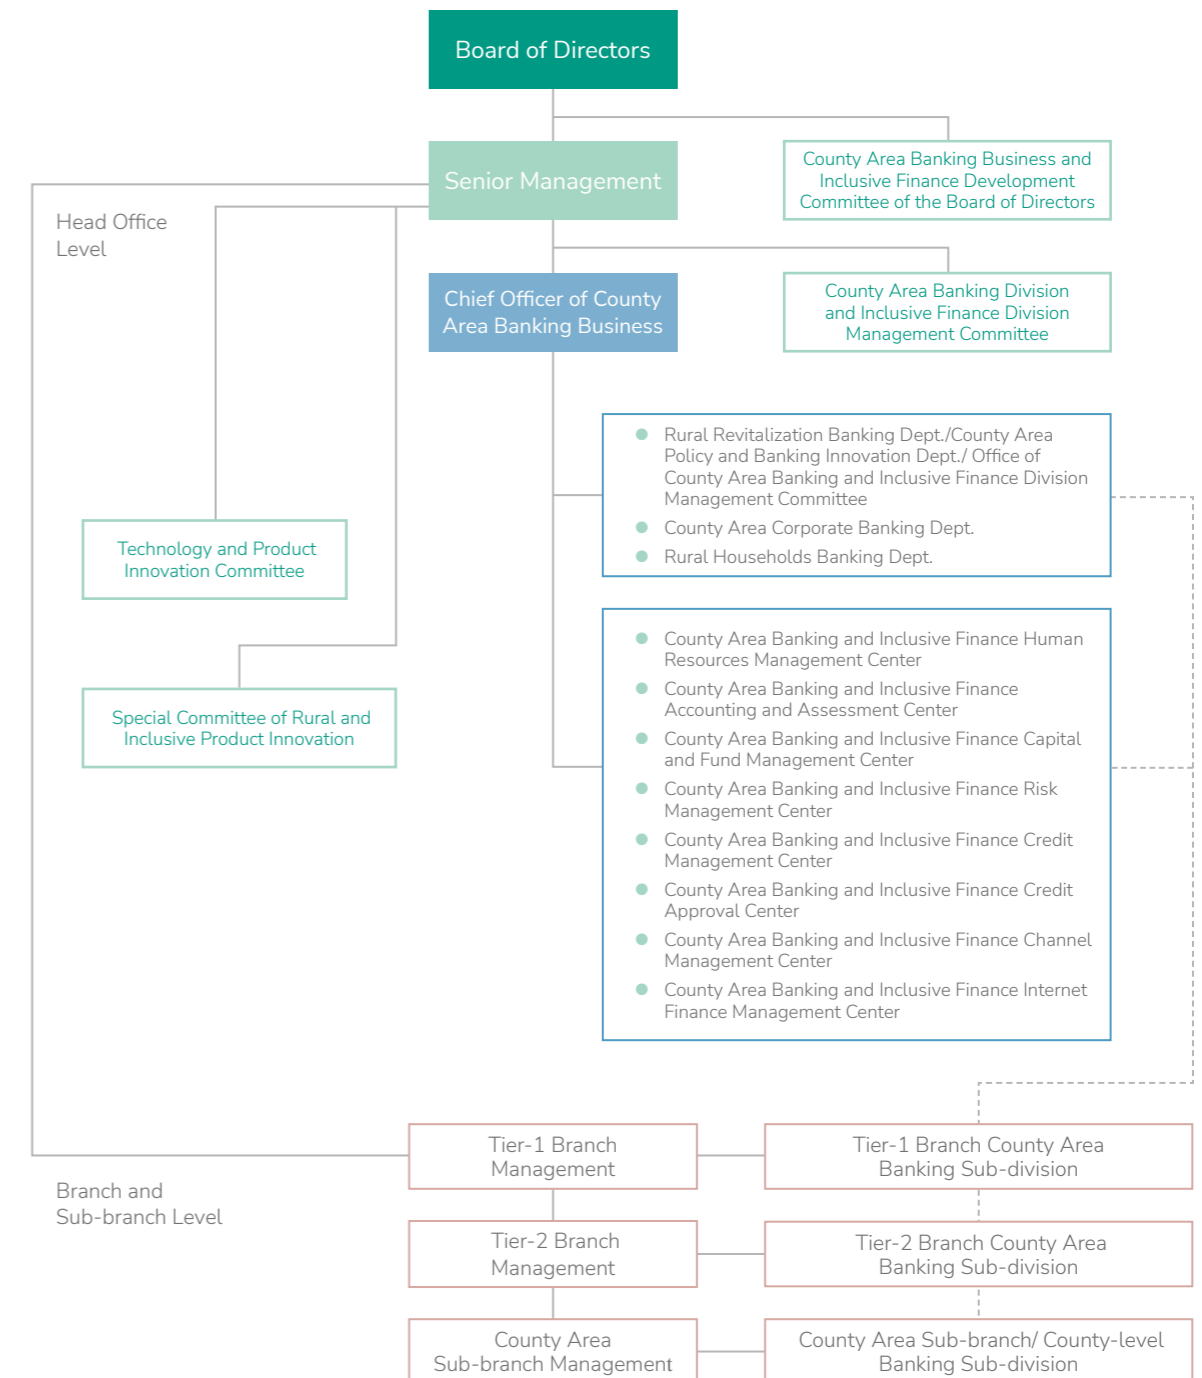 Board of Directors
Senior Management
County Area Banking Business and
Inclusive Finance Development
Committee of the Board of Directors
Head Office
Level
Chief Officer of County
Area Banking Business
County Area Banking Division
and Inclusive Finance Division
Management Committee
Rural Revitalization Banking Dept./County Area
Policy and Banking Innovation Dept./ Office of
County Area Banking and Inclusive Finance Division
Management Committee
County Area Corporate Banking Dept.
Rural Households Banking Dept.
Technology and Product
Innovation Committee
Special Committee of Rural and
Inclusive Product Innovation
County Area Banking and Inclusive Finance Human
Resources Management Center
County Area Banking and Inclusive Finance
Accounting and Assessment Center
County Area Banking and Inclusive Finance Capital
and Fund Management Center
County Area Banking and Inclusive Finance Risk
Management Center
County Area Banking and Inclusive Finance Credit
Management Center
County Area Banking and Inclusive Finance Credit
Approval Center
County Area Banking and Inclusive Finance Channel
Management Center
County Area Banking and Inclusive Finance Internet
Finance Management Center
Branch and
Sub-branch Level
Tier-1 Branch
Management
Tier-1 Branch County Area
Banking Sub-division
Tier-2 Branch
Management
Tier-2 Branch County Area
Banking Sub-division
County Area
Sub-branch Management
County Area Sub-branch/ County-level
Banking Sub-division